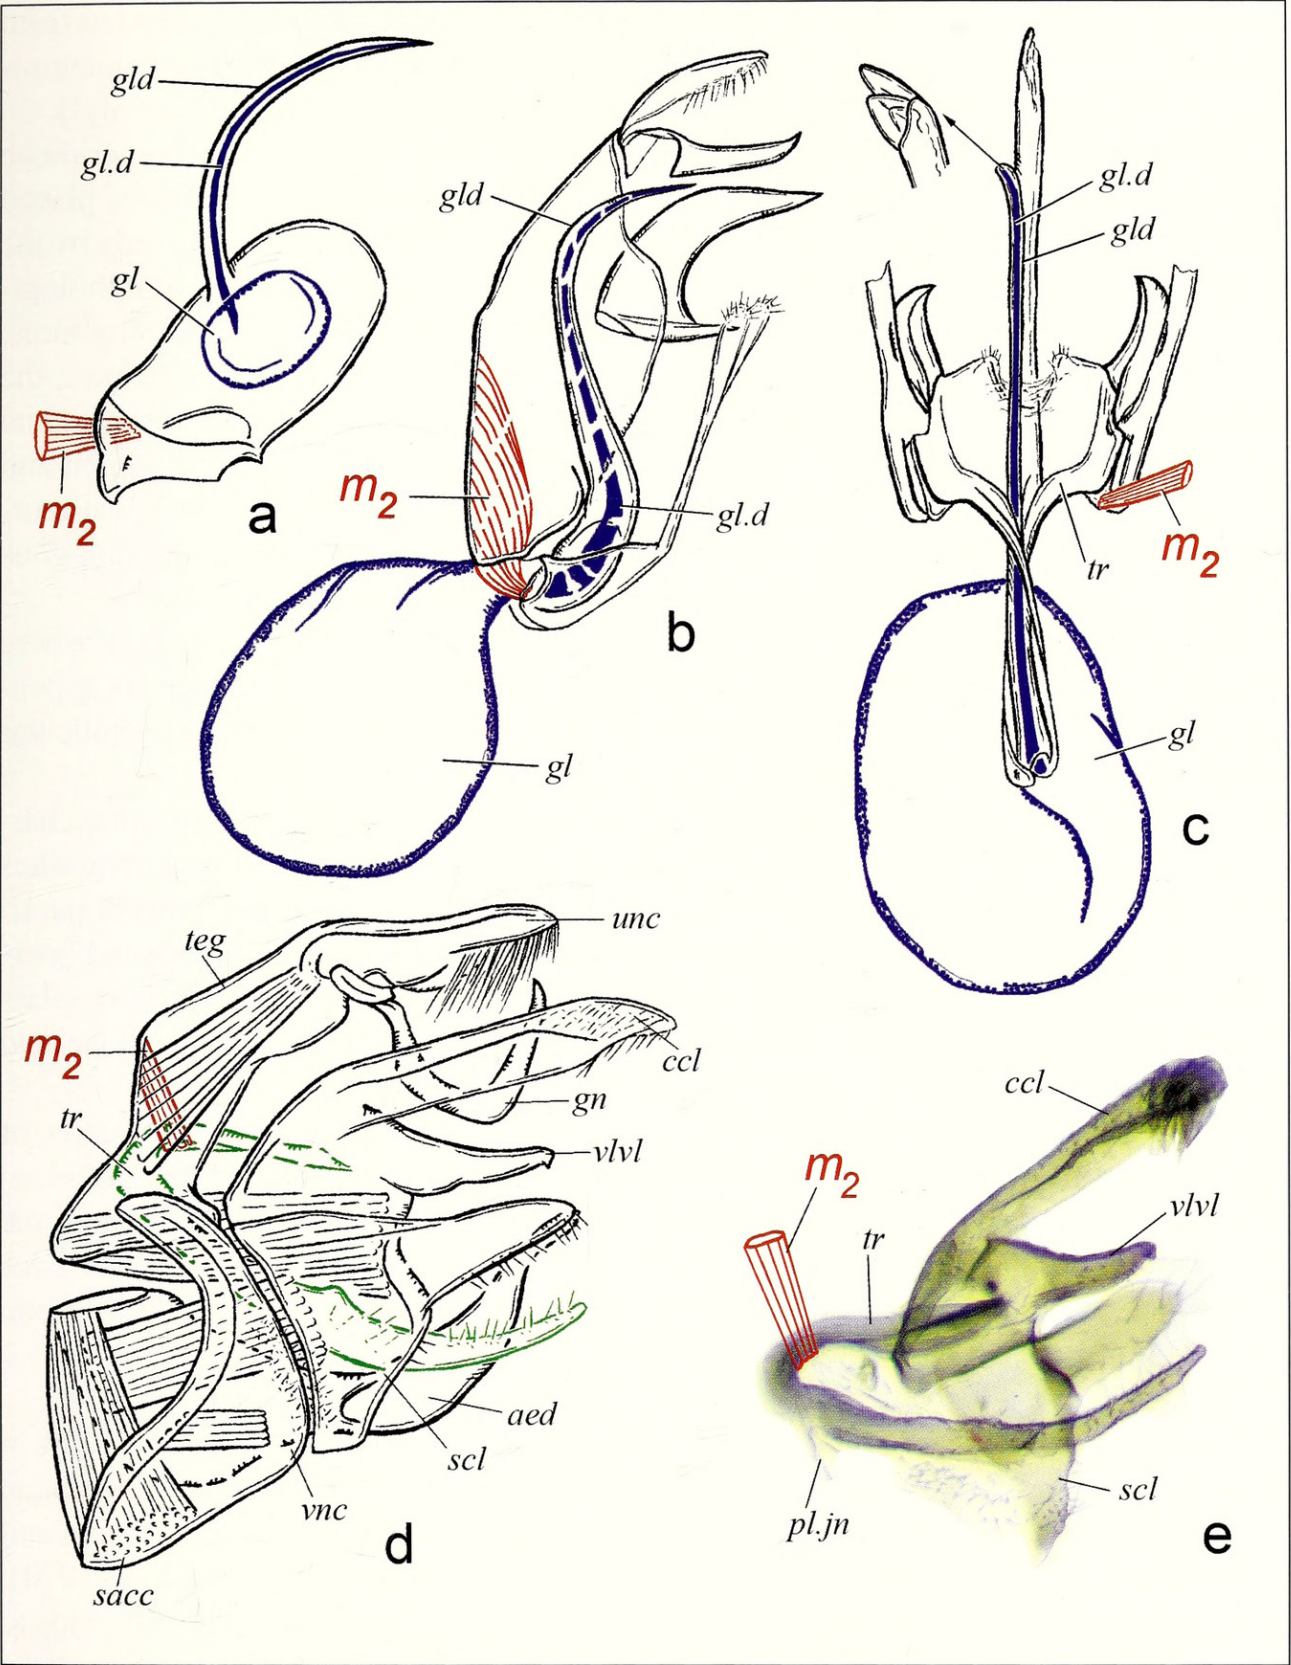 gld
gl.d
gl
m2
a
gld
m2
gl.d
gl
b
gl.d
gld
m2
tr
gl
c
teg
unc
m2
ccl
tr
gn
vlvl
aed
scl
vnc
sacc
d
ccl
m2
vlvl
tr
scl
pl.jn
e